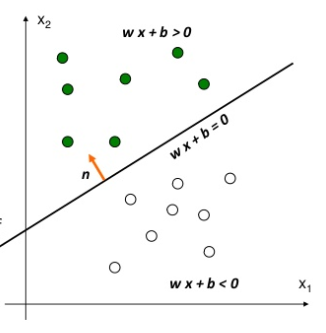 x2
w x + b > 0
w x + b = 0
n
w x + b < 0
x1